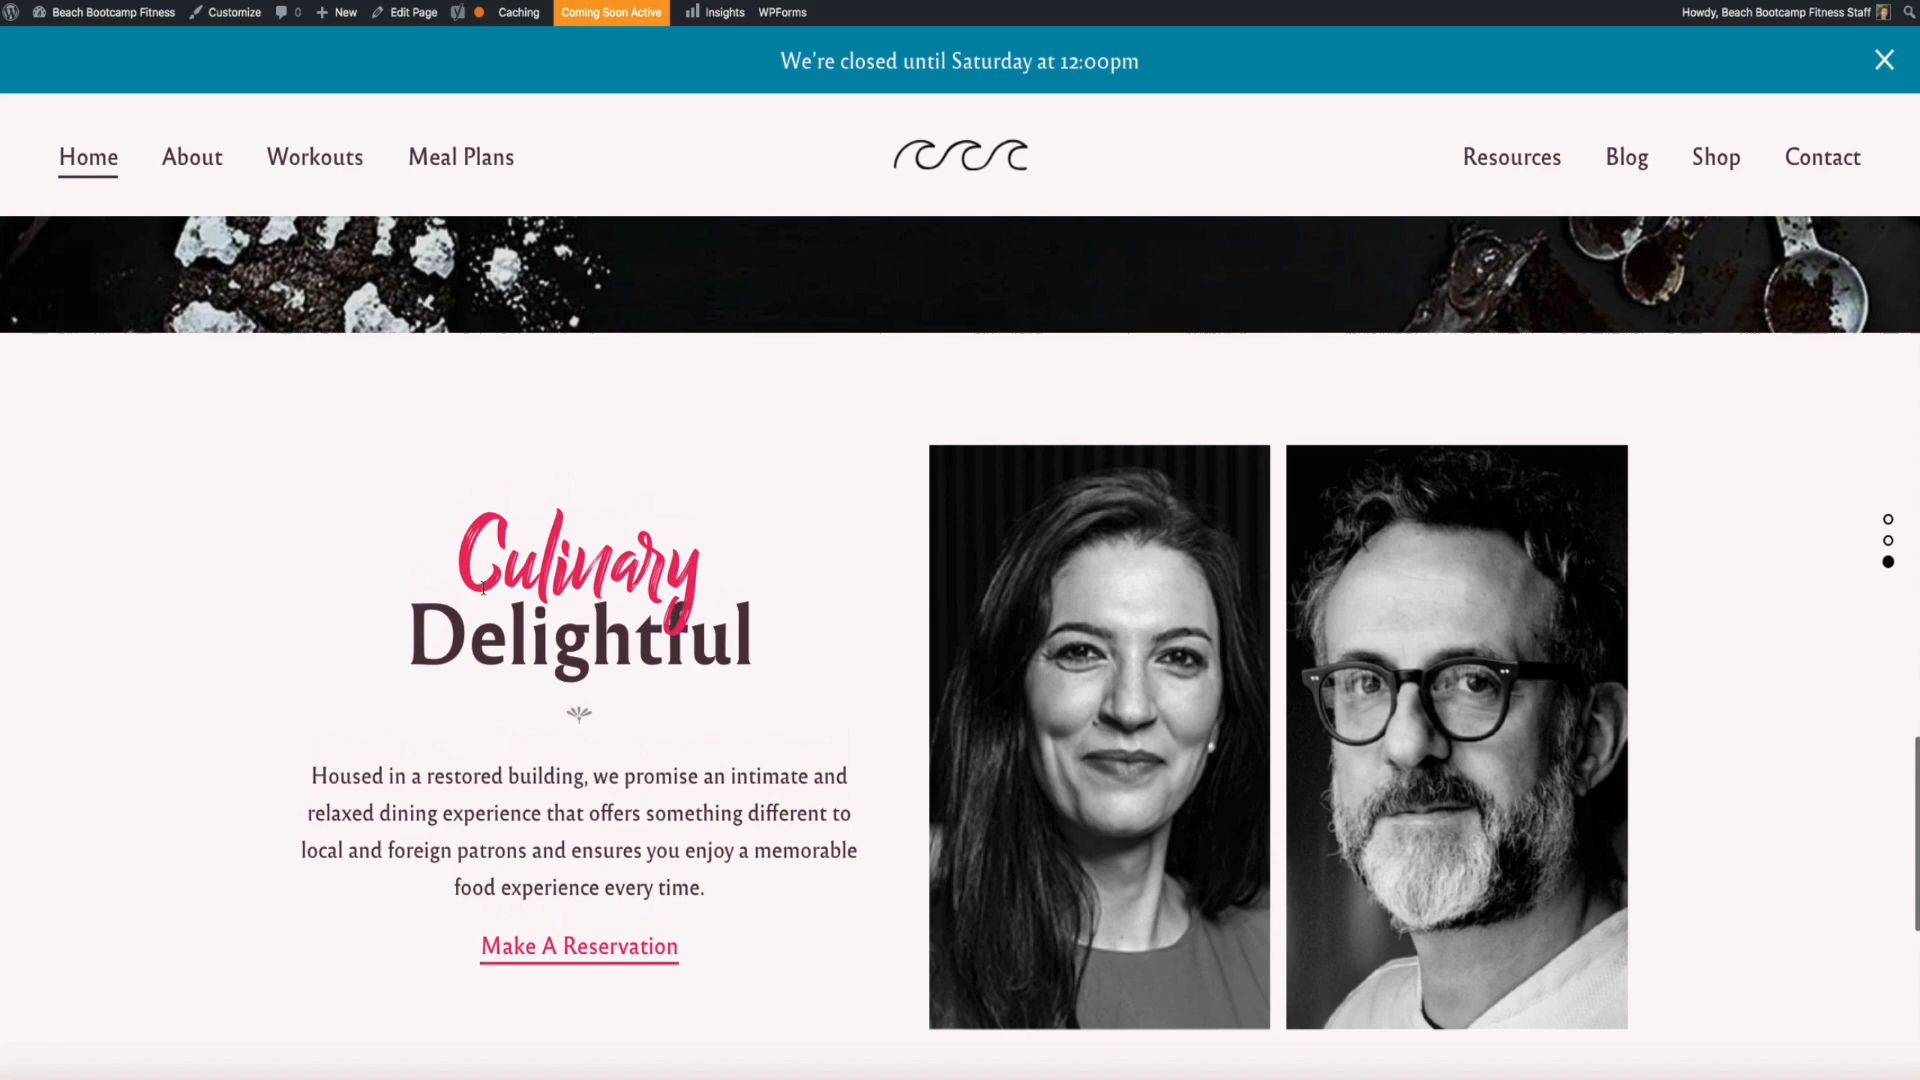 Beach Bootcamp Fitness Customize 0 New Edit Page Caching Coming Soon Active Insights WPForms Howdy, Beach Bootcamp Fitness Staff
We're closed until Saturday at 12:00pm
Home About Workouts Meal Plans Resources Blog Shop Contact
Culinary
Delightful
Housed in a restored building, we promise an intimate and
relaxed dining experience that offers something different to
local and foreign patrons and ensures you enjoy a memorable
food experience every time.
Make A Reservation